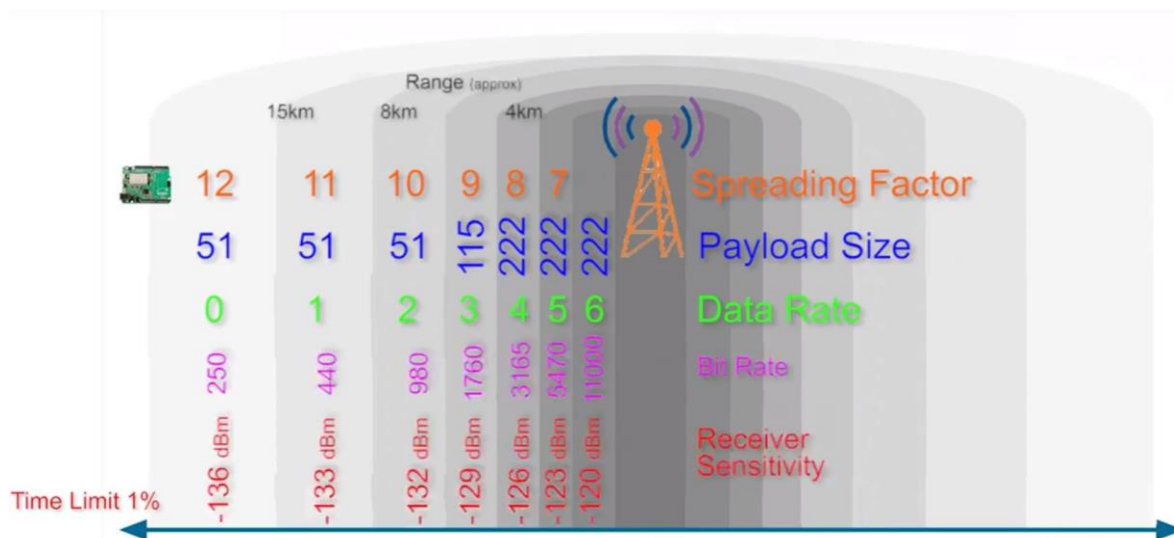 Range (approx)
15km 8km 4km
12 11 10 9 8 7 Spreading Factor
51 51 51 115 222 222 222 Payload Size
0 1 2 3 4 5 6 Data Rate
250 440 980 1760 3165 5470 11000 Bit Rate
-136 dBm -133 dBm -132 dBm -129 dBm -126 dBm -123 dBm -120 dBm Receiver
Sensitivity
Time Limit 1%